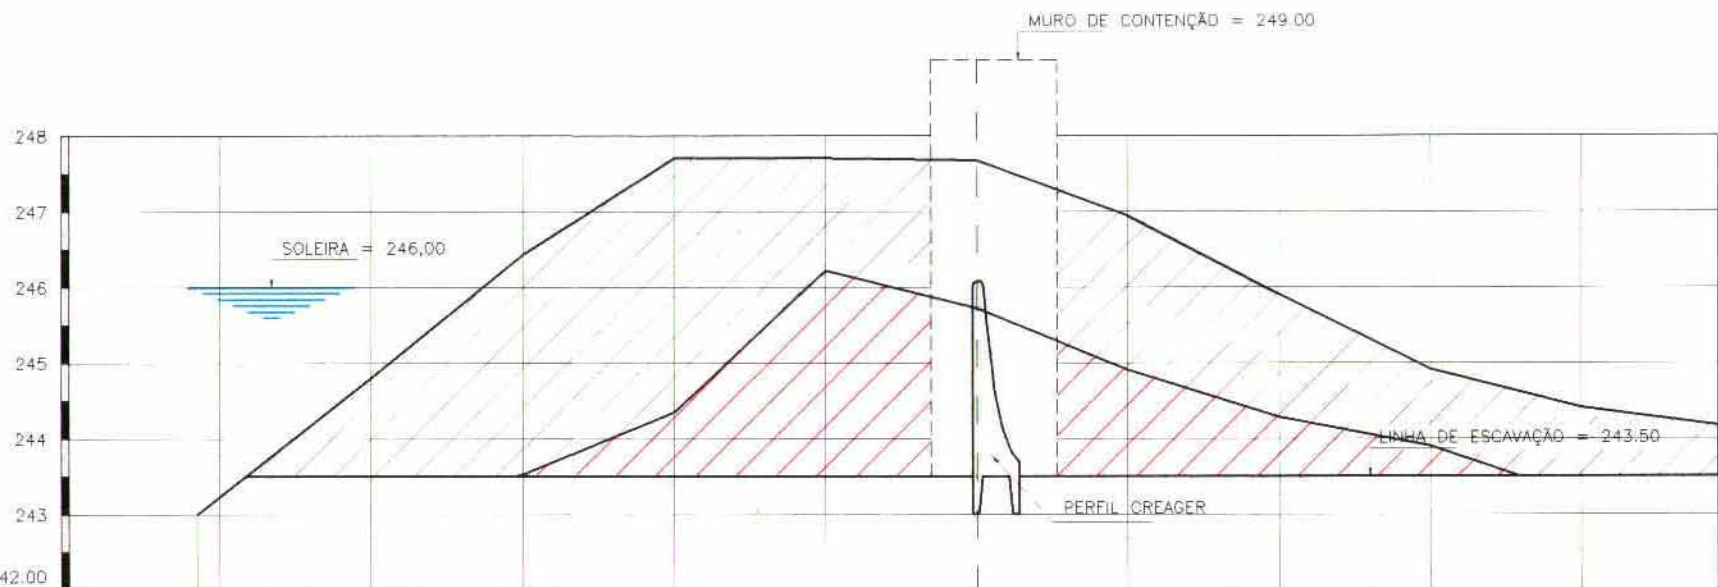 MURO DE CONTENÇÃO = 249.00
248
247
SOLEIRA = 246,00
246
245
244
LINHA DE ESCAVAÇÃO = 243.50
243
PERFIL CREAGER
42.00